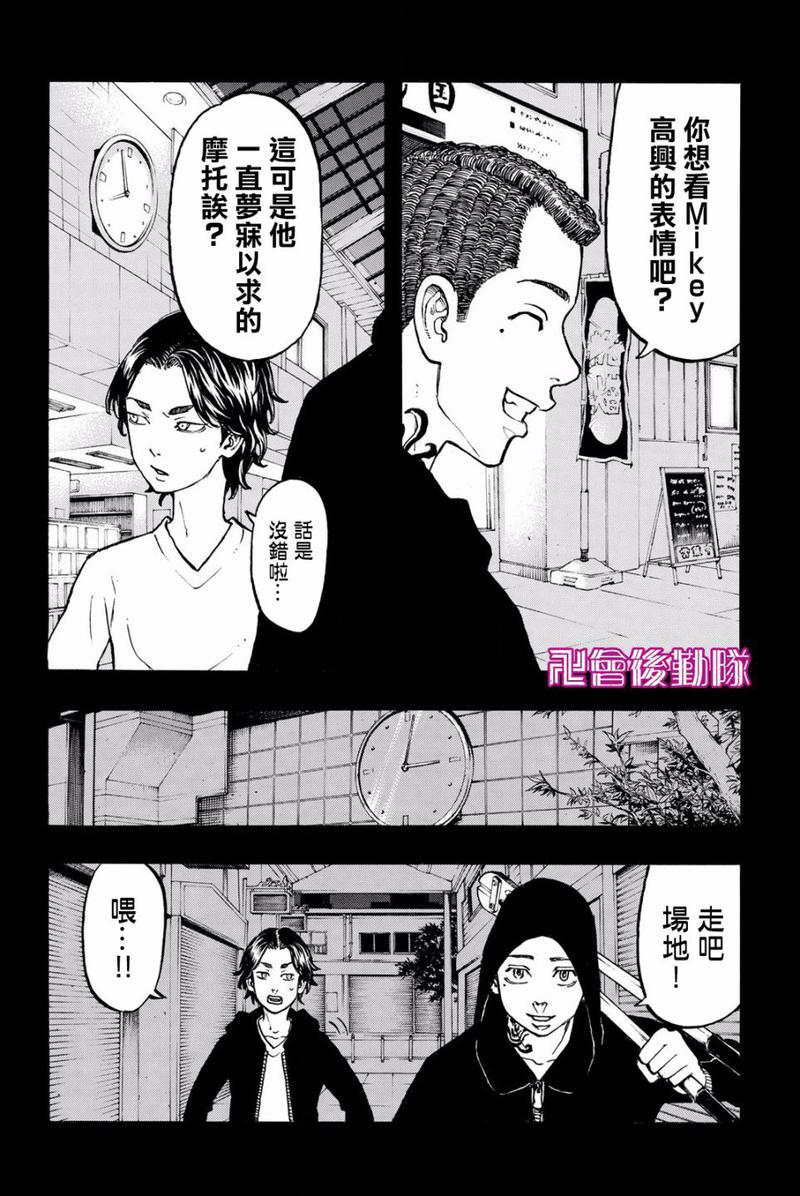 你想看Mikey
高興的表情吧？
這可是他
一直夢寐以求的
摩托誒？
話是
沒錯啦…
卍會後勤隊
走吧
場地！
喂…!!